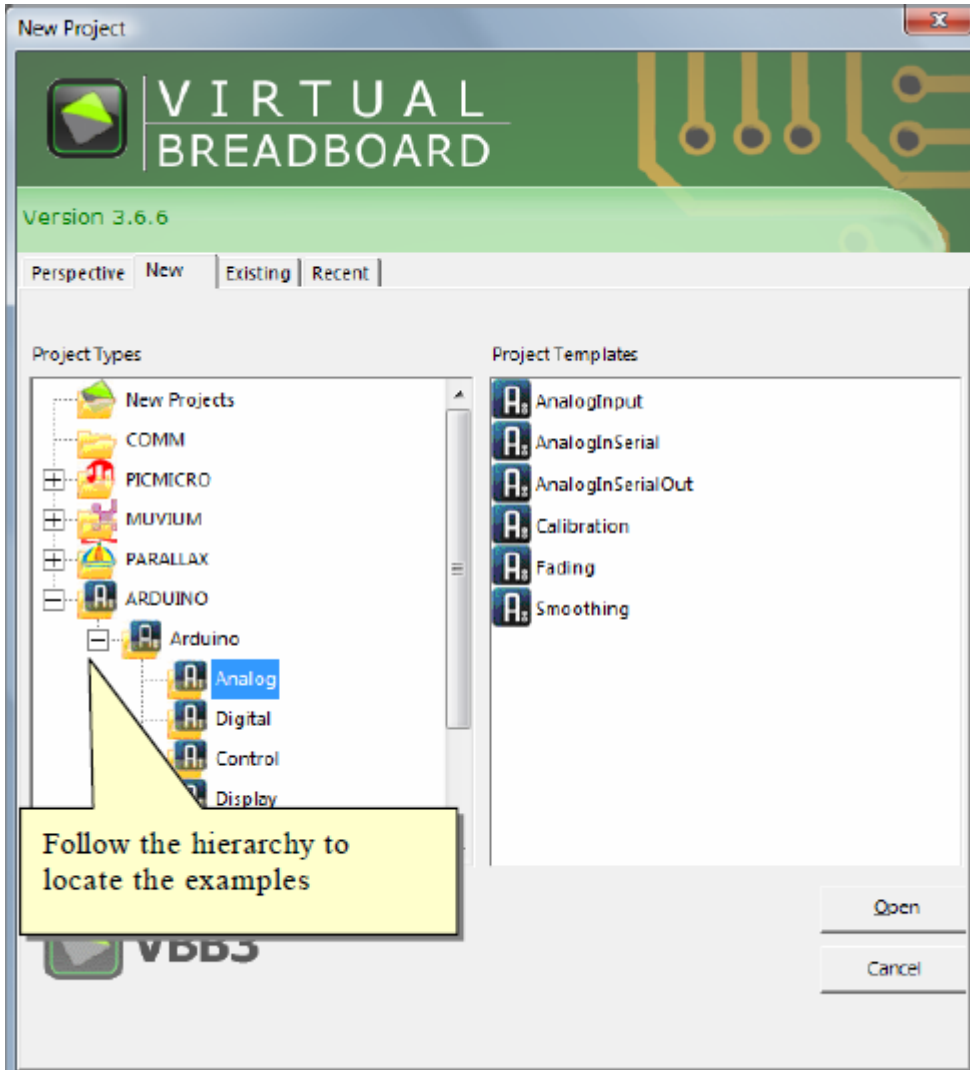 New Project
VIRTUAL
BREADBOARD
Version 3.6.6
Perspective New Existing Recent
Project Types
New Projects
COMM
PICMICRO
MUVIUM
PARALLAX
ARDUINO
Arduino
Analog
Digital
Control
Display
Project Templates
AnalogInput
AnalogInSerial
AnalogInSerialOut
Calibration
Fading
Smoothing
Follow the hierarchy to
locate the examples
VBB3
Open
Cancel